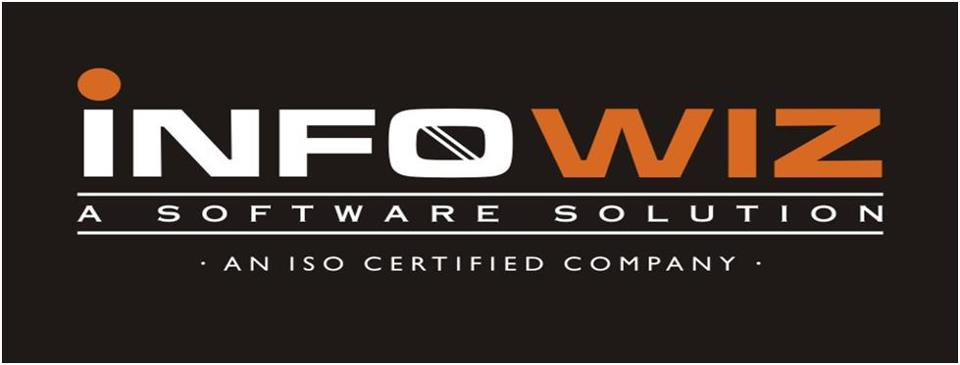 iNFOWIZ
A SOFTWARE SOLUTION
· AN ISO CERTIFIED COMPANY ·